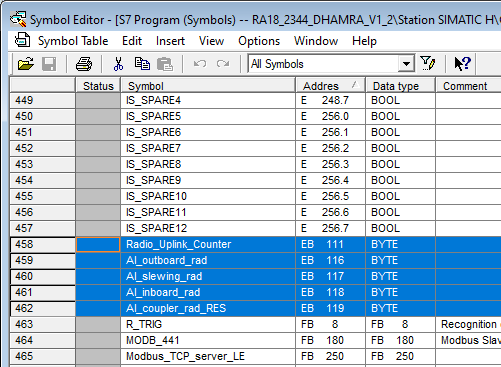 Symbol Editor - [S7 Program (Symbols) -- RA18_2344_DHAMRA_V1_2\Station SIMATIC H\
Symbol Table Edit Insert View Options Window Help
All Symbols
Status Symbol Addres Data type Comment
449 IS_SPARE4 E 248.7 BOOL
450 IS_SPARE5 E 256.0 BOOL
451 IS_SPARE6 E 256.1 BOOL
452 IS_SPARE7 E 256.2 BOOL
453 IS_SPARE8 E 256.3 BOOL
454 IS_SPARE9 E 256.4 BOOL
455 IS_SPARE10 E 256.5 BOOL
456 IS_SPARE11 E 256.6 BOOL
457 IS_SPARE12 E 256.7 BOOL
458 Radio_Uplink_Counter EB 111 BYTE
459 AI_outboard_rad EB 116 BYTE
460 AI_slewing_rad EB 117 BYTE
461 AI_inboard_rad EB 118 BYTE
462 AI_coupler_rad_RES EB 119 BYTE
463 R_TRIG FB 8 FB 8 Recognition
464 MODB_441 FB 180 FB 180 Modbus Slav
465 Modbus_TCP_server_LE FB 250 FB 250